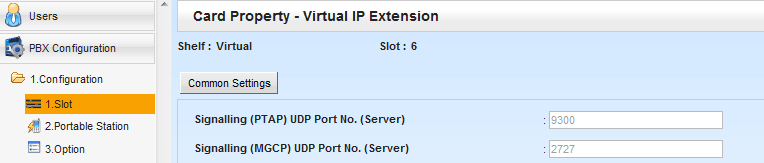 Users
PBX Configuration
1.Configuration
1.Slot
2.Portable Station
3.Option
Card Property - Virtual IP Extension
Shelf : Virtual Slot : 6
Common Settings
Signalling (PTAP) UDP Port No. (Server) : 9300
Signalling (MGCP) UDP Port No. (Server) : 2727